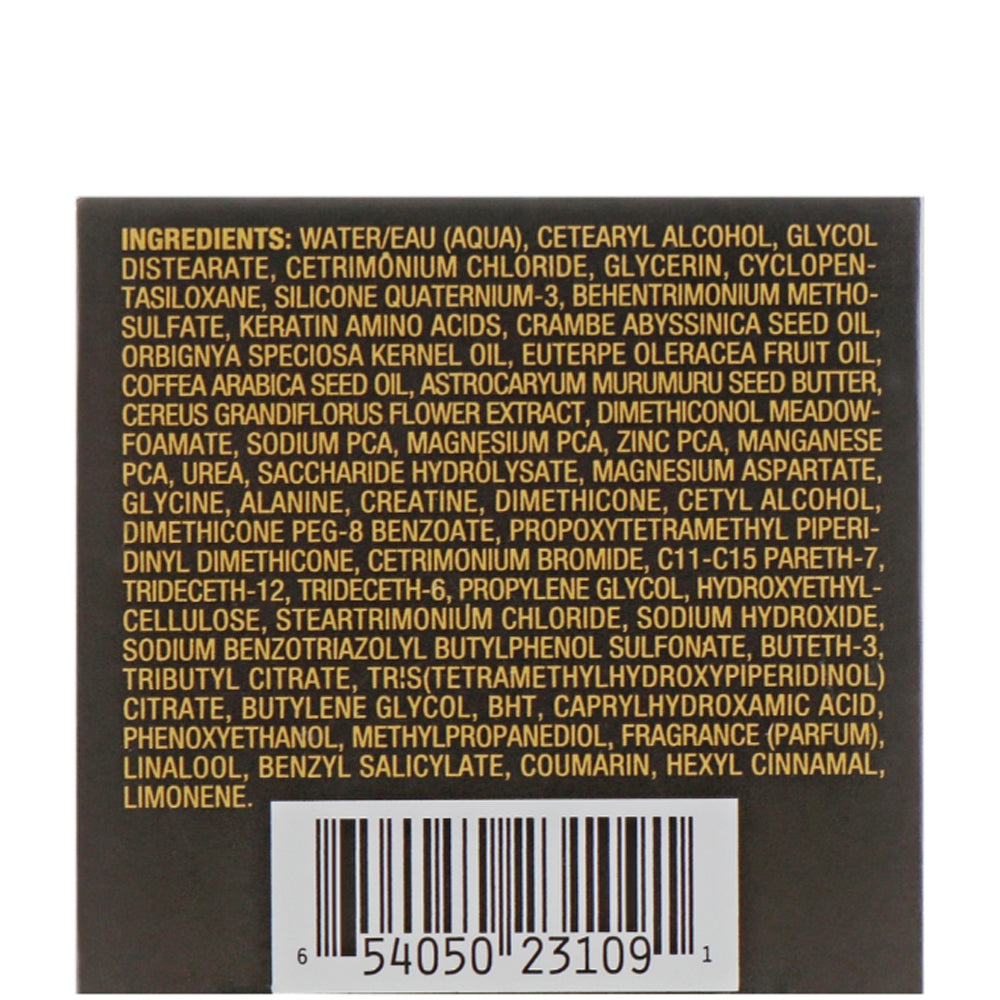 INGREDIENTS: WATER/EAU (AQUA), CETEARYL ALCOHOL, GLYCOL
DISTEARATE, CETRIMONIUM CHLORIDE, GLYCERIN, CYCLOPEN-
TASILOXANE, SILICONE QUATERNIUM-3, BEHENTRIMONIUM METHO-
SULFATE, KERATIN AMINO ACIDS, CRAMBE ABYSSINICA SEED OIL,
ORBIGNYA SPECIOSA KERNEL OIL, EUTERPE OLERACEA FRUIT OIL,
COFFEA ARABICA SEED OIL, ASTROCARYUM MURUMURU SEED BUTTER,
CEREUS GRANDIFLORUS FLOWER EXTRACT, DIMETHICONOL MEADOW-
FOAMATE, SODIUM PCA, MAGNESIUM PCA, ZINC PCA, MANGANESE
PCA, UREA, SACCHARIDE HYDROLYSATE, MAGNESIUM ASPARTATE,
GLYCINE, ALANINE, CREATINE, DIMETHICONE, CETYL ALCOHOL,
DIMETHICONE PEG-8 BENZOATE, PROPOXYTETRAMETHYL PIPERI-
DINYL DIMETHICONE, CETRIMONIUM BROMIDE, C11-C15 PARETH-7,
TRIDECETH-12, TRIDECETH-6, PROPYLENE GLYCOL, HYDROXYETHYL-
CELLULOSE, STEARTRIMONIUM CHLORIDE, SODIUM HYDROXIDE,
SODIUM BENZOTRIAZOLYL BUTYLPHENOL SULFONATE, BUTETH-3,
TRIBUTYL CITRATE, TRIS(TETRAMETHYLHYDROXYPIPERIDINOL)
CITRATE, BUTYLENE GLYCOL, BHT, CAPRYLHYDROXAMIC ACID,
PHENOXYETHANOL, METHYLPROPANEDIOL, FRAGRANCE (PARFUM),
LINALOOL, BENZYL SALICYLATE, COUMARIN, HEXYL CINNAMAL,
LIMONENE.
6 54050 23109 1